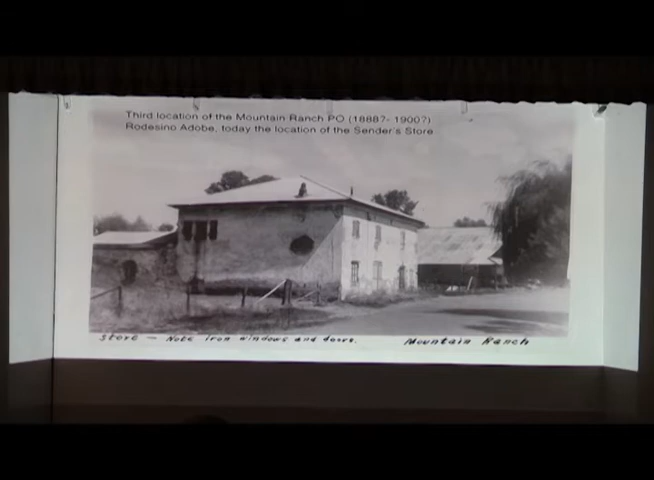 Third location of the Mountain Ranch PO (1888?- 1900?)
Rodesino Adobe, today the location of the Sender's Store
Store — Note iron windows and doors. Mountain Ranch